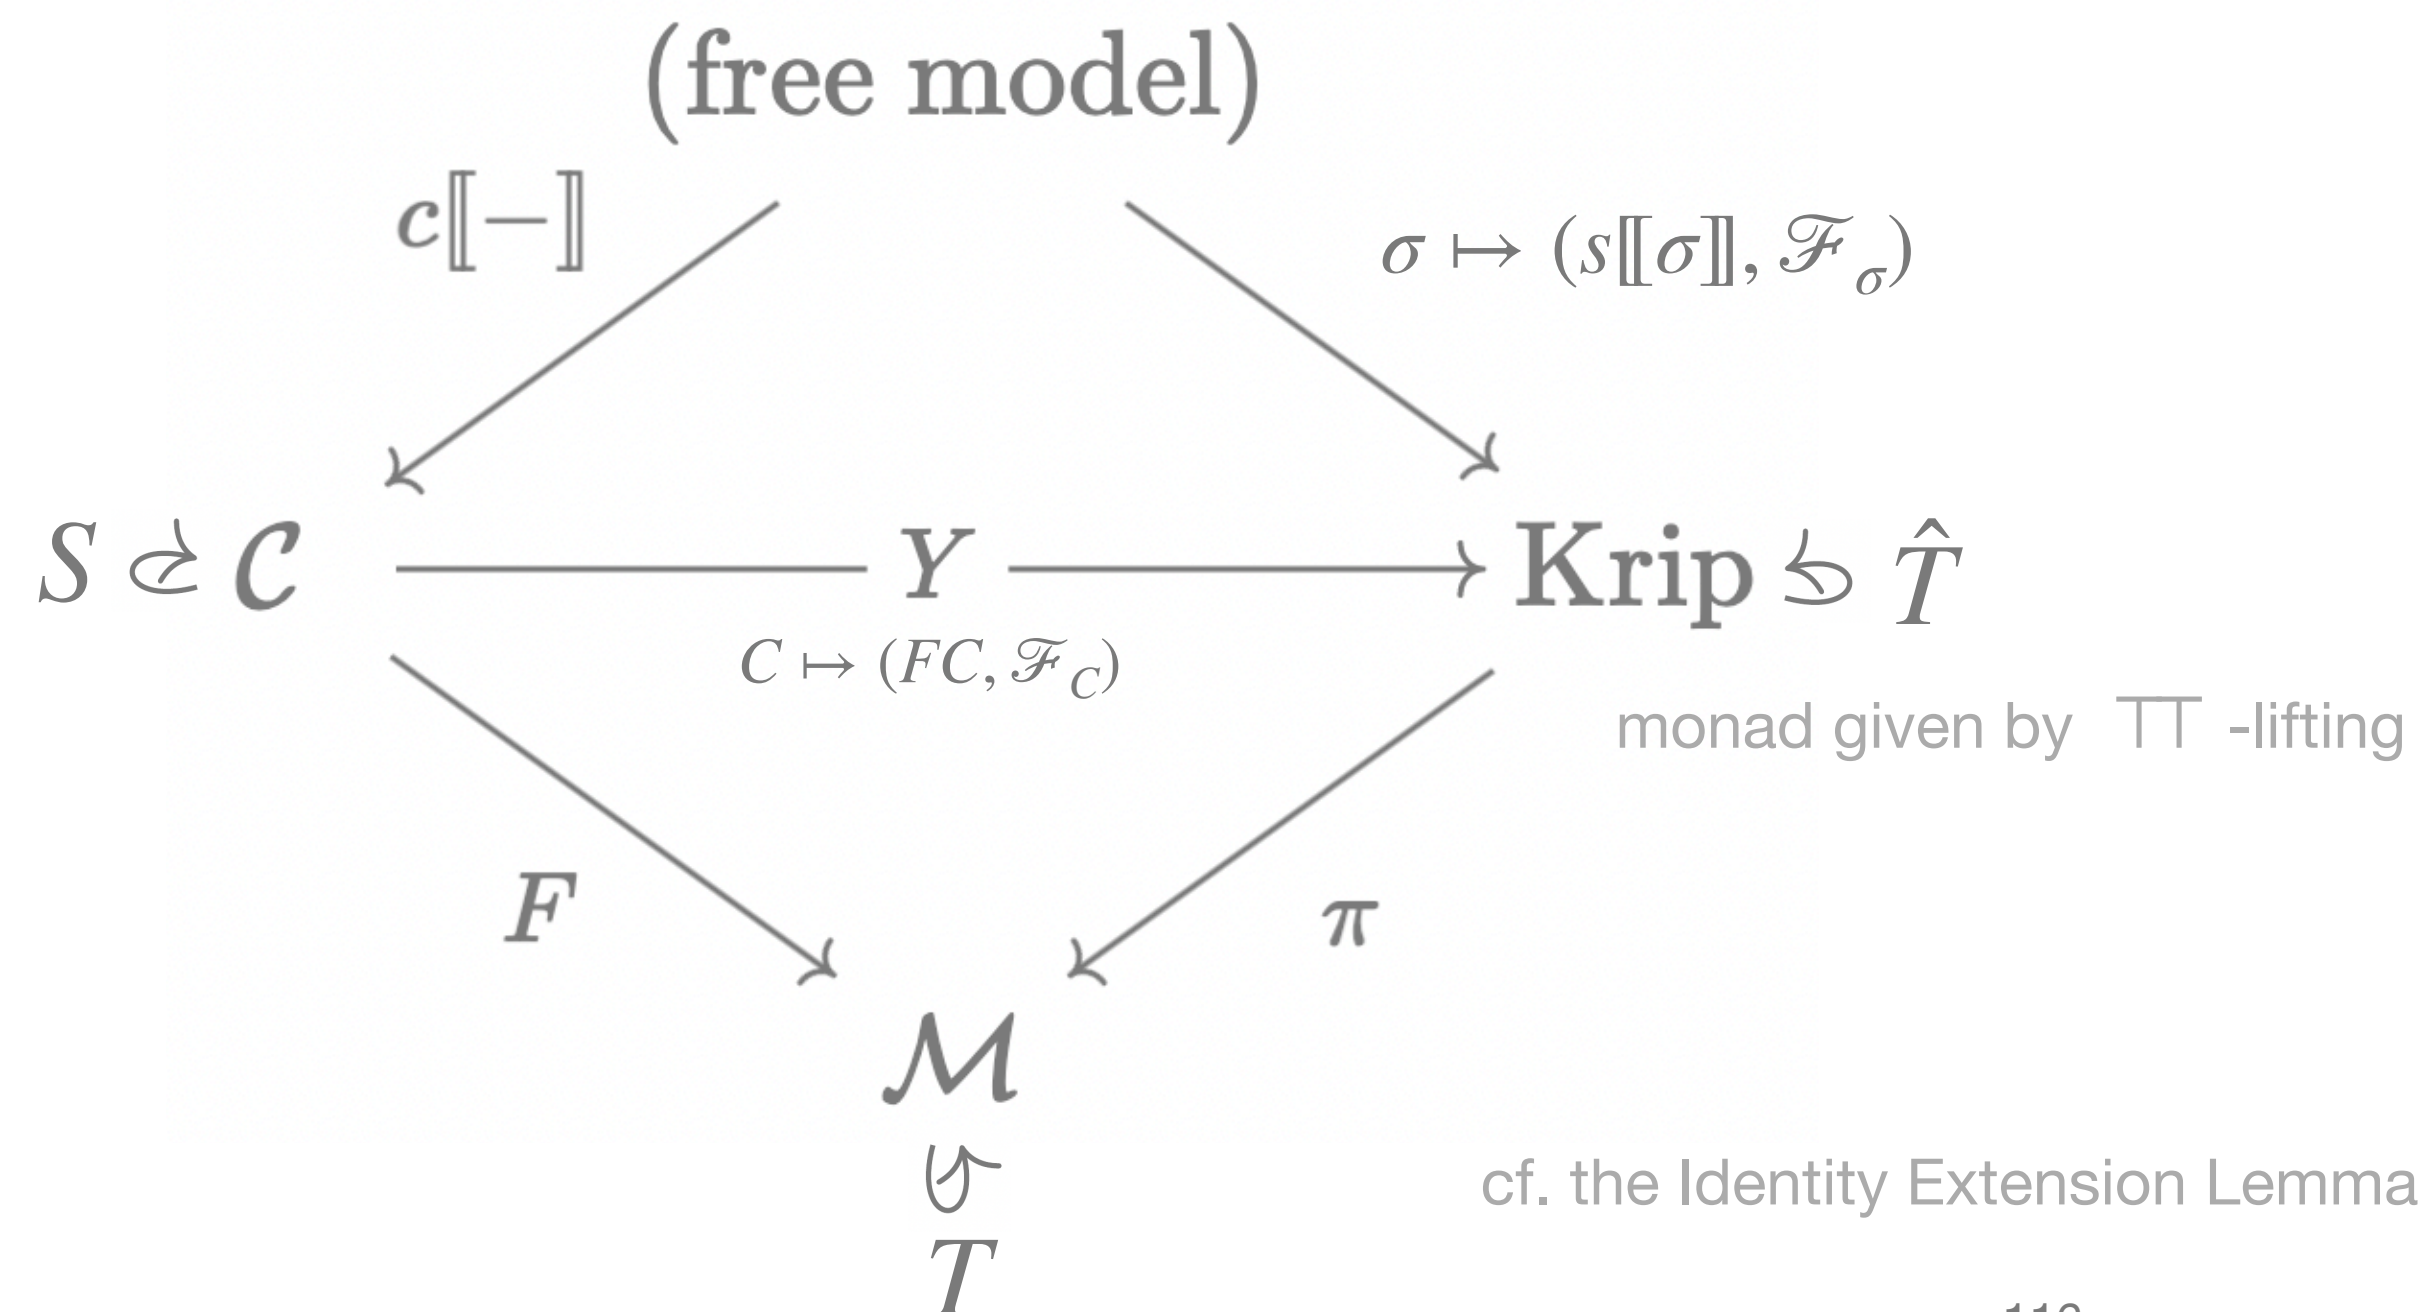 (free model)
c⟦−⟧
σ ↦ (s⟦σ⟧, ℱ_σ)
S 𝒞 Y Krip T̂
C ↦ (FC, ℱ_C)
monad given by ⊤⊤ -lifting
F π
ℳ
cf. the Identity Extension Lemma
T